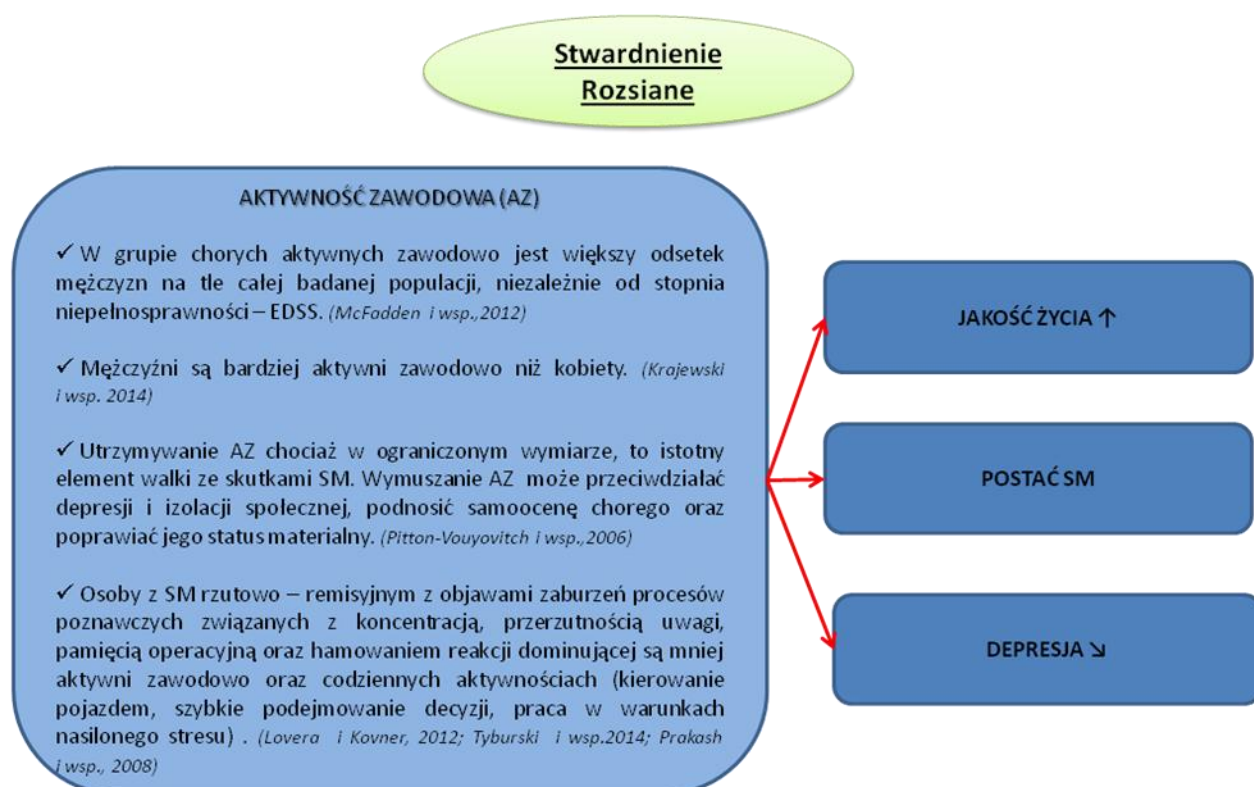 Stwardnienie
Rozsiane
AKTYWNOŚĆ ZAWODOWA (AZ)
✓ W grupie chorych aktywnych zawodowo jest większy odsetek
mężczyzn na tle całej badanej populacji, niezależnie od stopnia
niepełnosprawności – EDSS. (McFadden i wsp.,2012)
✓ Mężczyźni są bardziej aktywni zawodowo niż kobiety. (Krajewski
i wsp. 2014)
✓ Utrzymywanie AZ chociaż w ograniczonym wymiarze, to istotny
element walki ze skutkami SM. Wymuszanie AZ może przeciwdziałać
depresji i izolacji społecznej, podnosić samoocenę chorego oraz
poprawiać jego status materialny. (Pitton-Vouyovitch i wsp.,2006)
✓ Osoby z SM rzutowo – remisyjnym z objawami zaburzeń procesów
poznawczych związanych z koncentracją, przerzutnością uwagi,
pamięcią operacyjną oraz hamowaniem reakcji dominującej są mniej
aktywni zawodowo oraz codziennych aktywnościach (kierowanie
pojazdem, szybkie podejmowanie decyzji, praca w warunkach
nasilonego stresu) . (Lovera i Kovner, 2012; Tyburski i wsp.2014; Prakash
i wsp., 2008)
JAKOŚĆ ŻYCIA ↑
POSTAĆ SM
DEPRESJA ↘